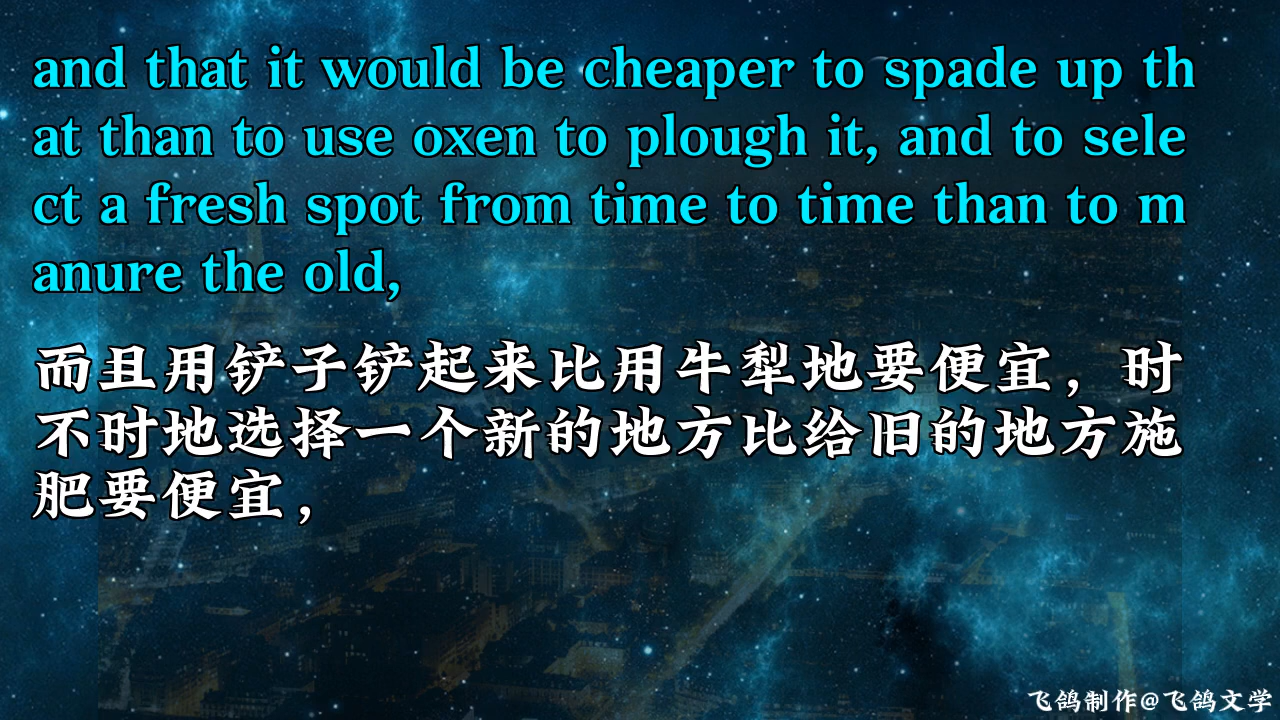 and that it would be cheaper to spade up th
at than to use oxen to plough it, and to sele
ct a fresh spot from time to time than to m
anure the old,
而且用铲子铲起来比用牛犁地要便宜，时
不时地选择一个新的地方比给旧的地方施
肥要便宜，
飞鸽制作@飞鸽文学